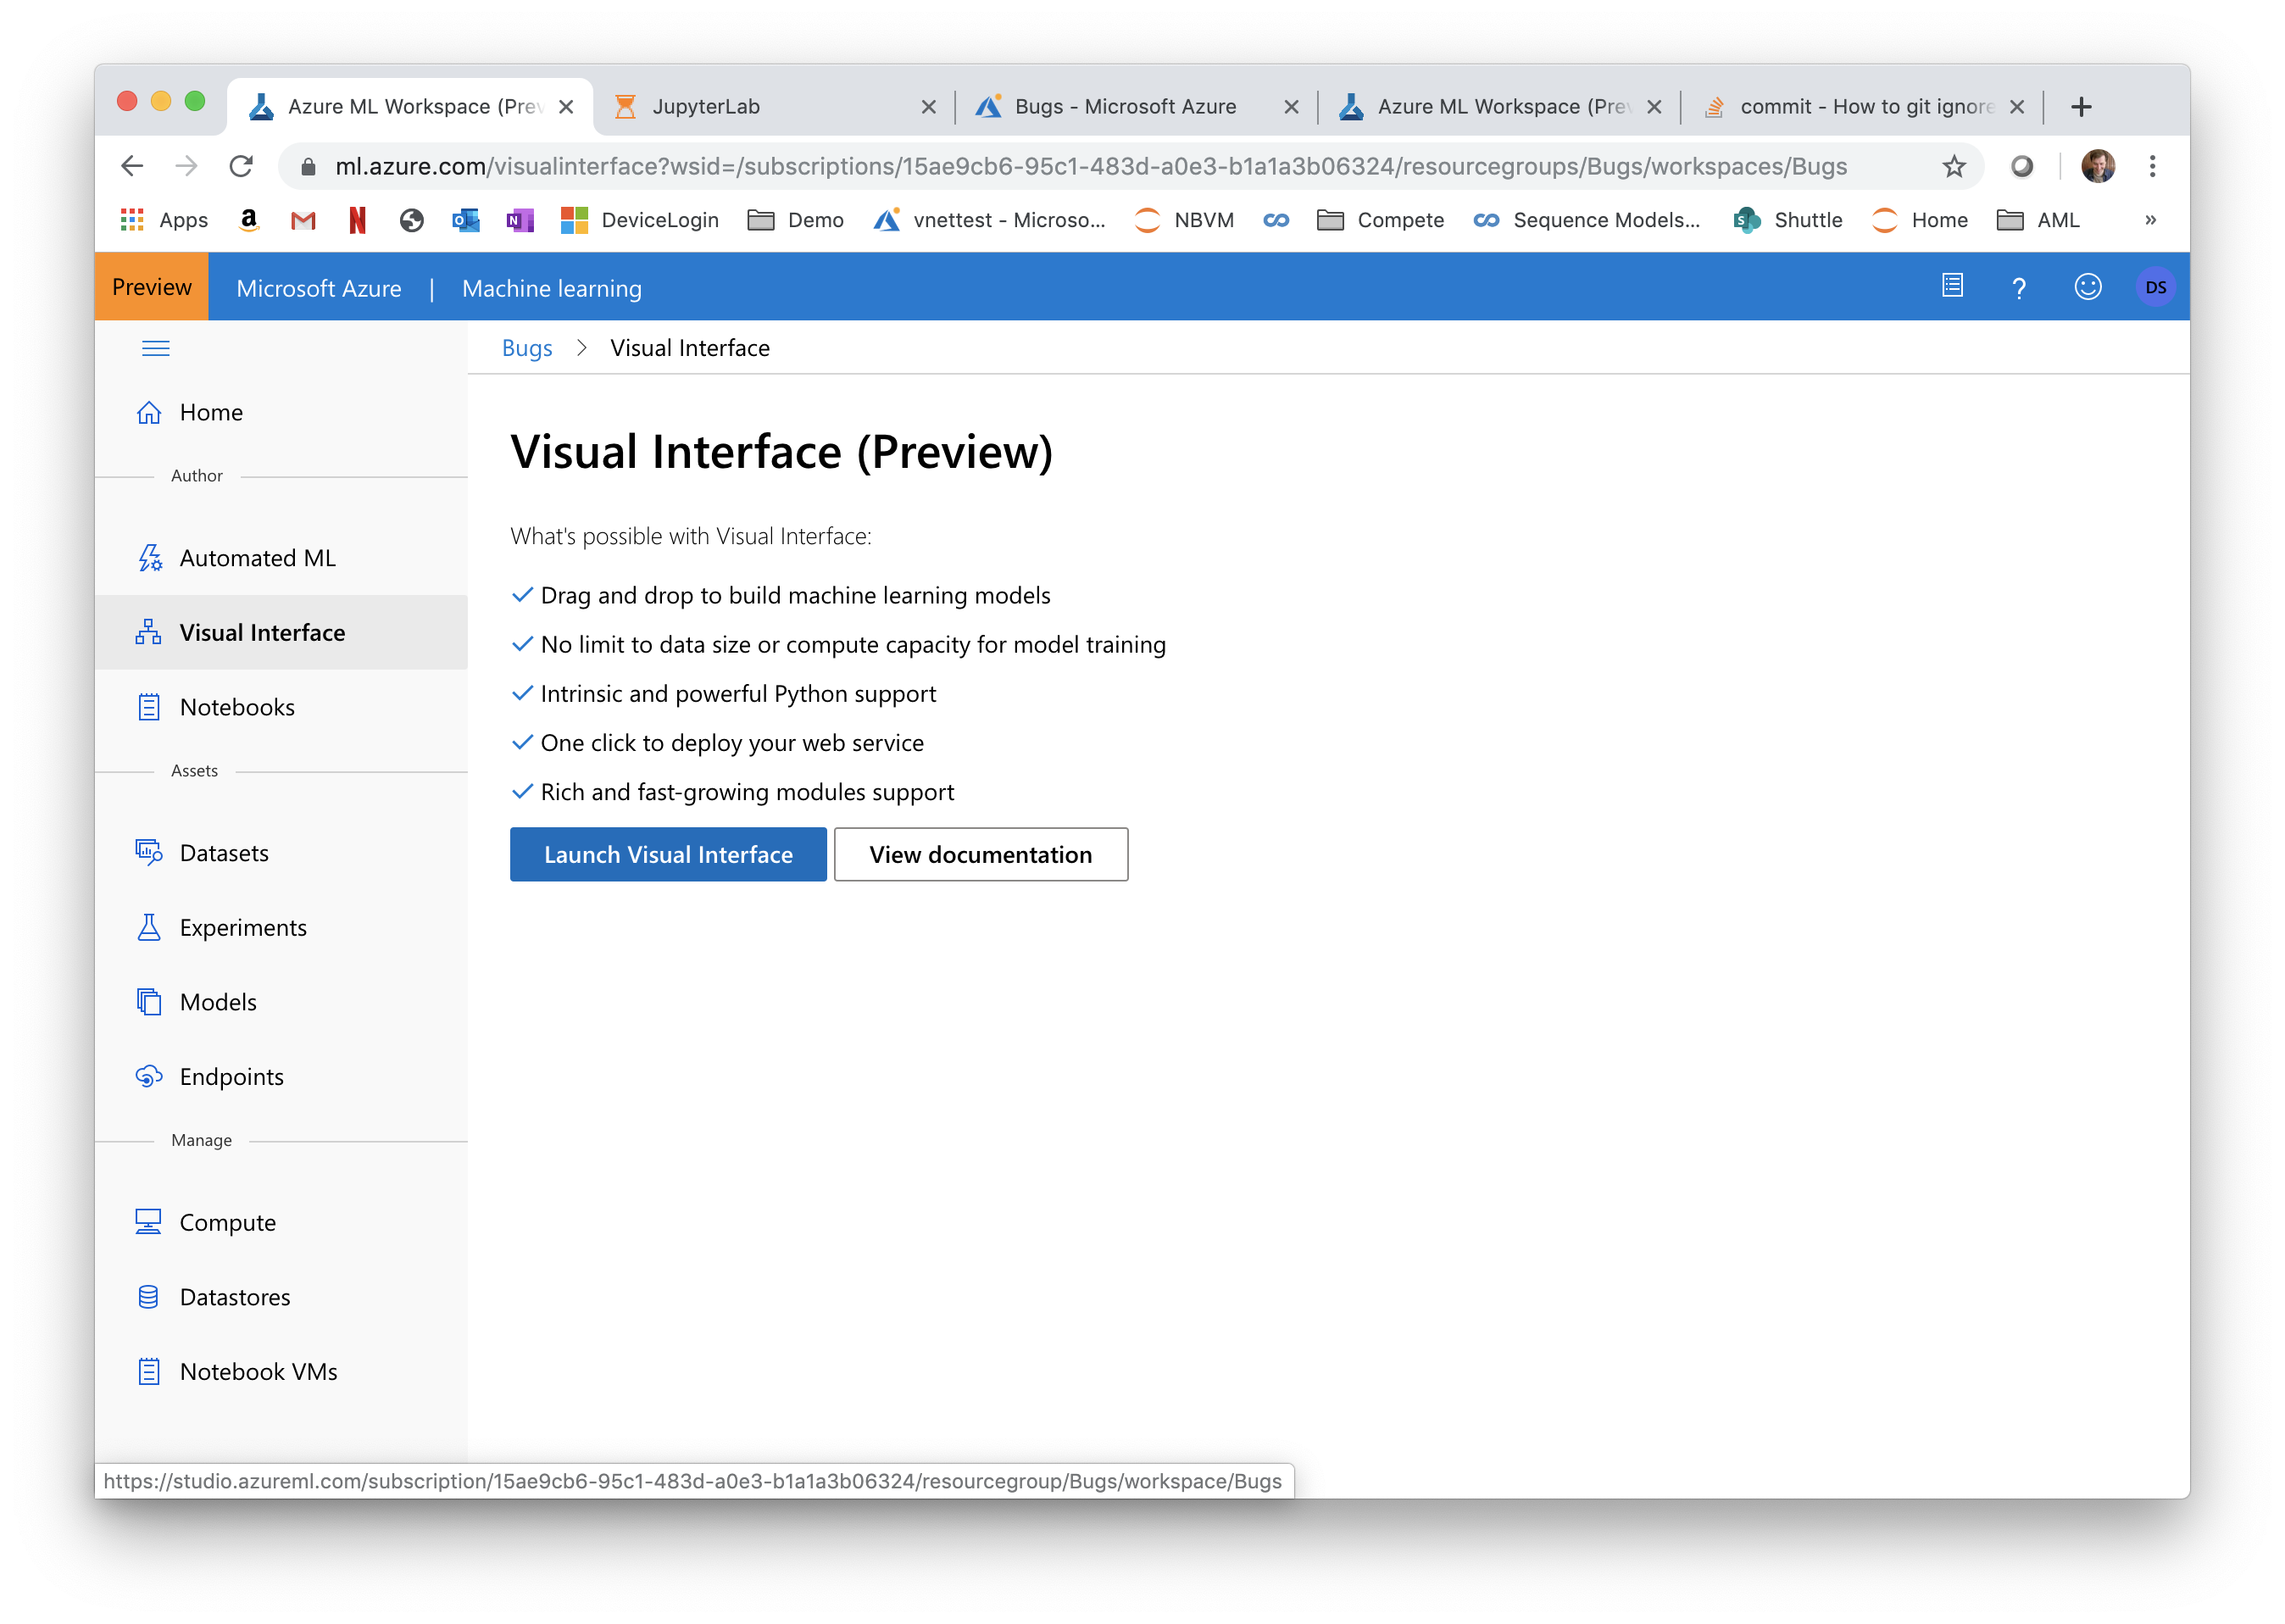 Azure ML Workspace (Prev
JupyterLab
Bugs - Microsoft Azure
Azure ML Workspace (Prev
commit - How to git ignore
ml.azure.com/visualinterface?wsid=/subscriptions/15ae9cb6-95c1-483d-a0e3-b1a1a3b06324/resourcegroups/Bugs/workspaces/Bugs
Apps
DeviceLogin
Demo
vnettest - Microso...
NBVM
Compete
Sequence Models...
Shuttle
Home
AML
»
Preview
Microsoft Azure | Machine learning
?
DS
Bugs > Visual Interface
Home
Author
Automated ML
Visual Interface
Notebooks
Assets
Datasets
Experiments
Models
Endpoints
Manage
Compute
Datastores
Notebook VMs
Visual Interface (Preview)
What's possible with Visual Interface:
Drag and drop to build machine learning models
No limit to data size or compute capacity for model training
Intrinsic and powerful Python support
One click to deploy your web service
Rich and fast-growing modules support
Launch Visual Interface
View documentation
https://studio.azureml.com/subscription/15ae9cb6-95c1-483d-a0e3-b1a1a3b06324/resourcegroup/Bugs/workspace/Bugs